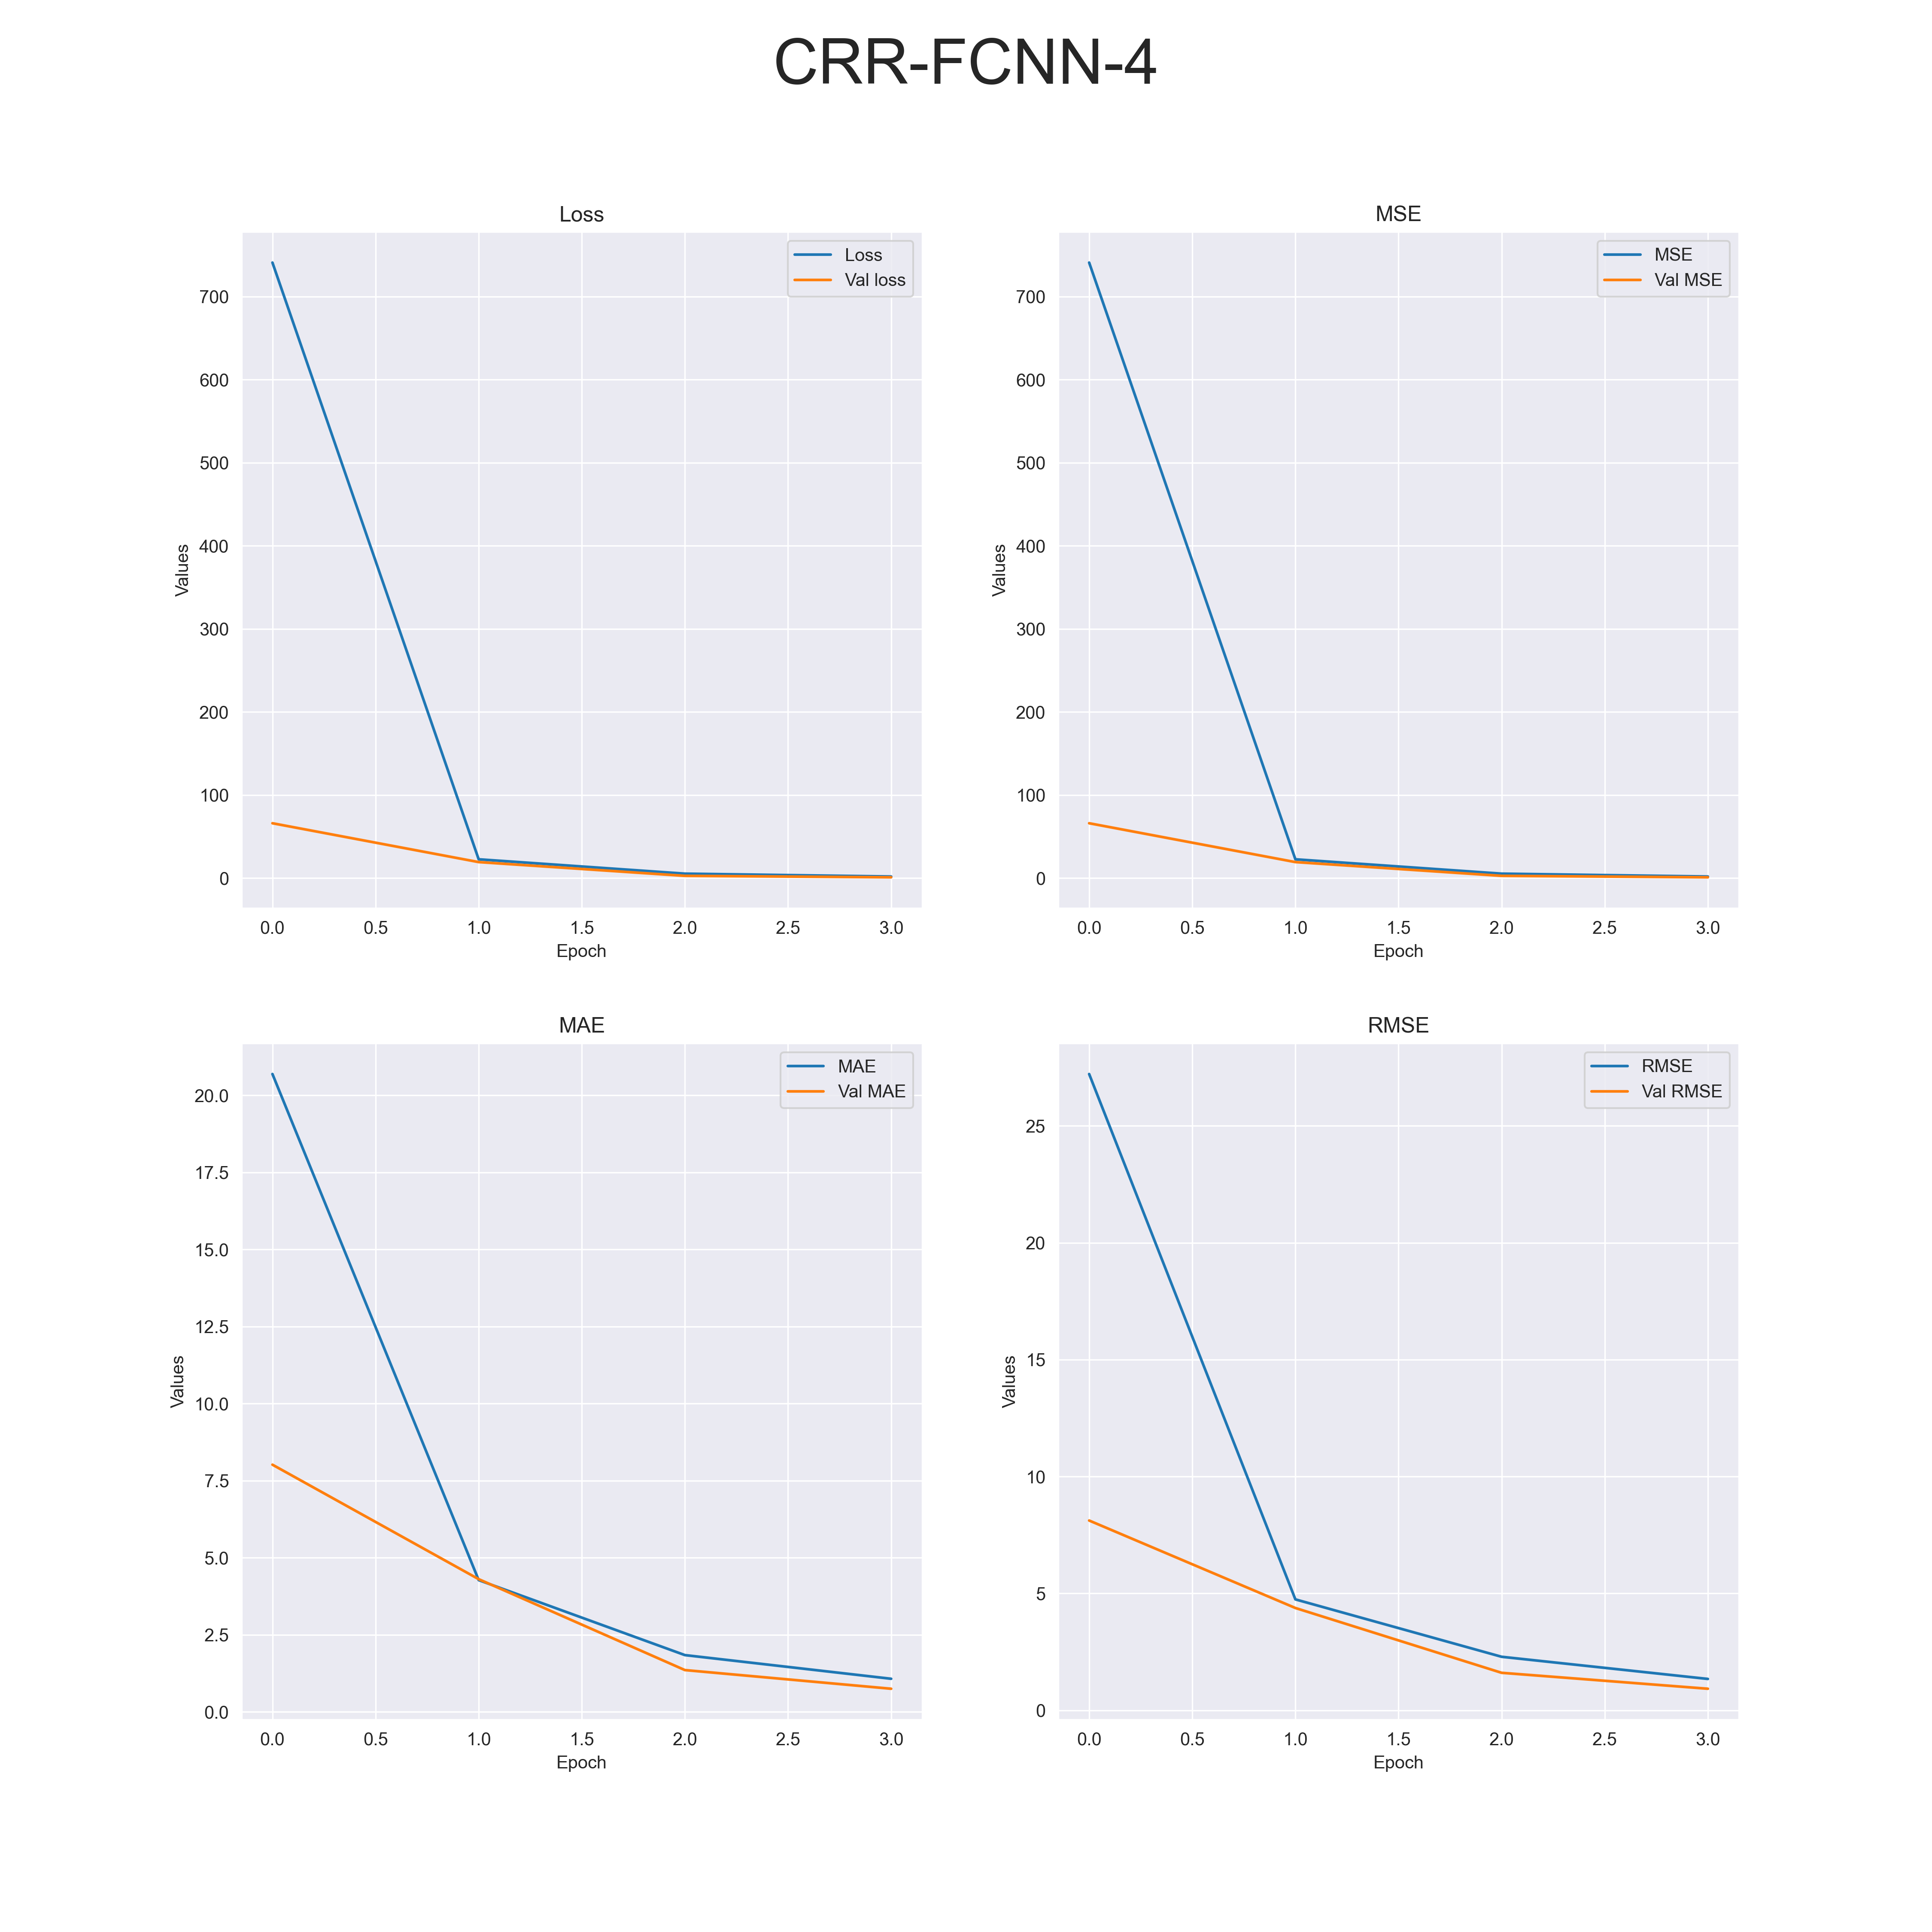 CRR-FCNN-4
Loss
Loss
Val loss
700
600
500
400
300
200
100
0
Values
0.0 0.5 1.0 1.5 2.0 2.5 3.0
Epoch
MSE
MSE
Val MSE
700
600
500
400
300
200
100
0
Values
0.0 0.5 1.0 1.5 2.0 2.5 3.0
Epoch
MAE
MAE
Val MAE
20.0
17.5
15.0
12.5
10.0
7.5
5.0
2.5
0.0
Values
0.0 0.5 1.0 1.5 2.0 2.5 3.0
Epoch
RMSE
RMSE
Val RMSE
25
20
15
10
5
0
Values
0.0 0.5 1.0 1.5 2.0 2.5 3.0
Epoch